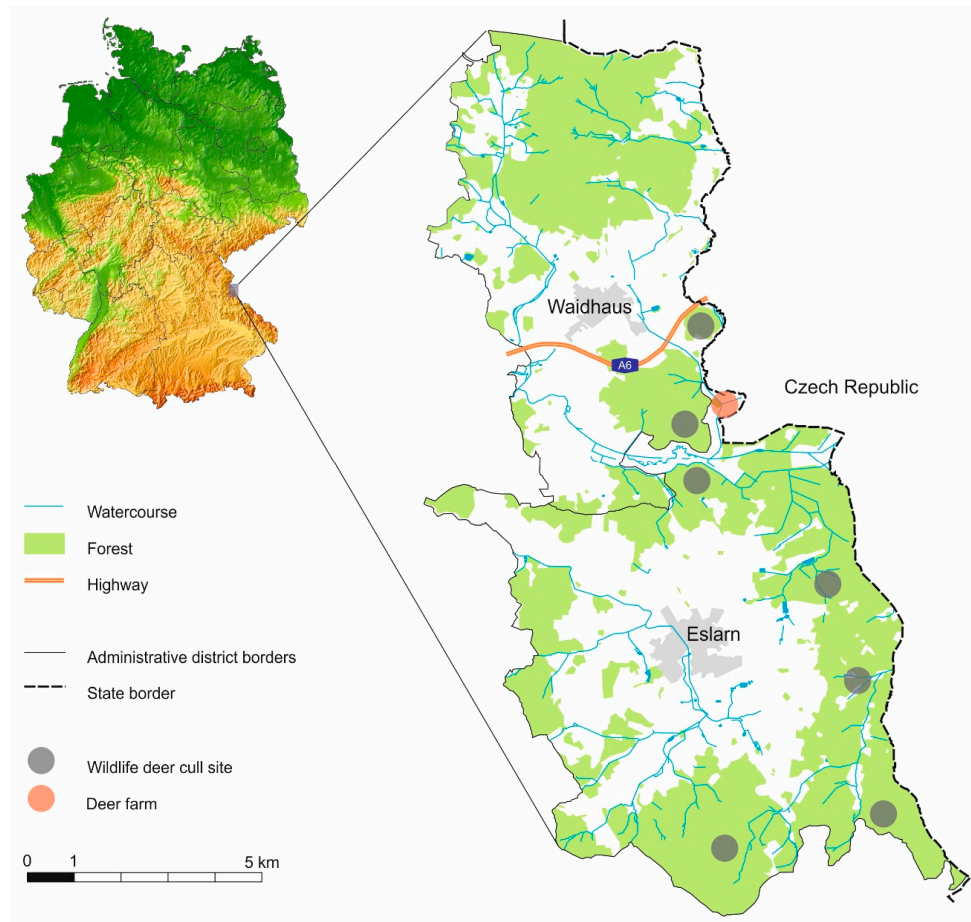 Waidhaus
A6
Czech Republic
Eslarn
Watercourse
Forest
Highway
Administrative district borders
State border
Wildlife deer cull site
Deer farm
0 1 5 km